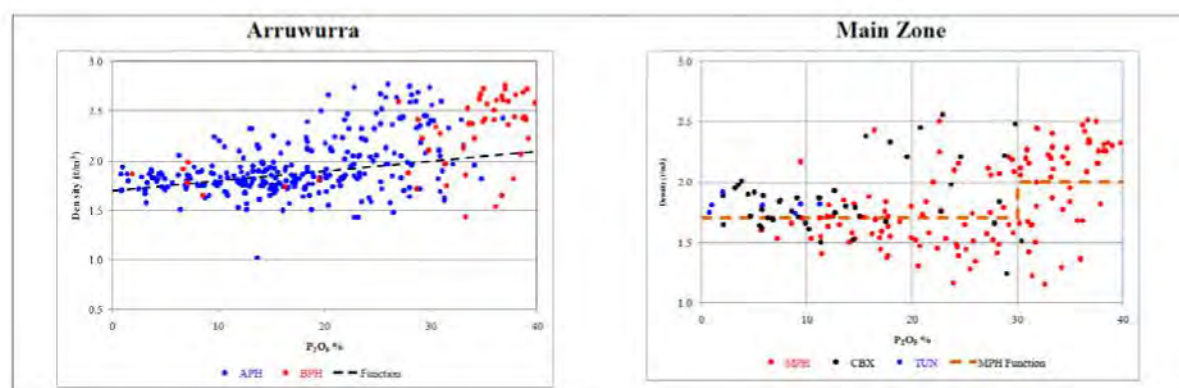 Arruwurra
3.0
2.5
2.0
1.5
1.0
0.5
Density (t/m³)
0 10 20 30 40
P₂O₅ %
APH BPH Function
Main Zone
3.0
2.5
2.0
1.5
1.0
Density (t/m³)
0 10 20 30 40
P₂O₅ %
MPH CBX TUN MPH Function